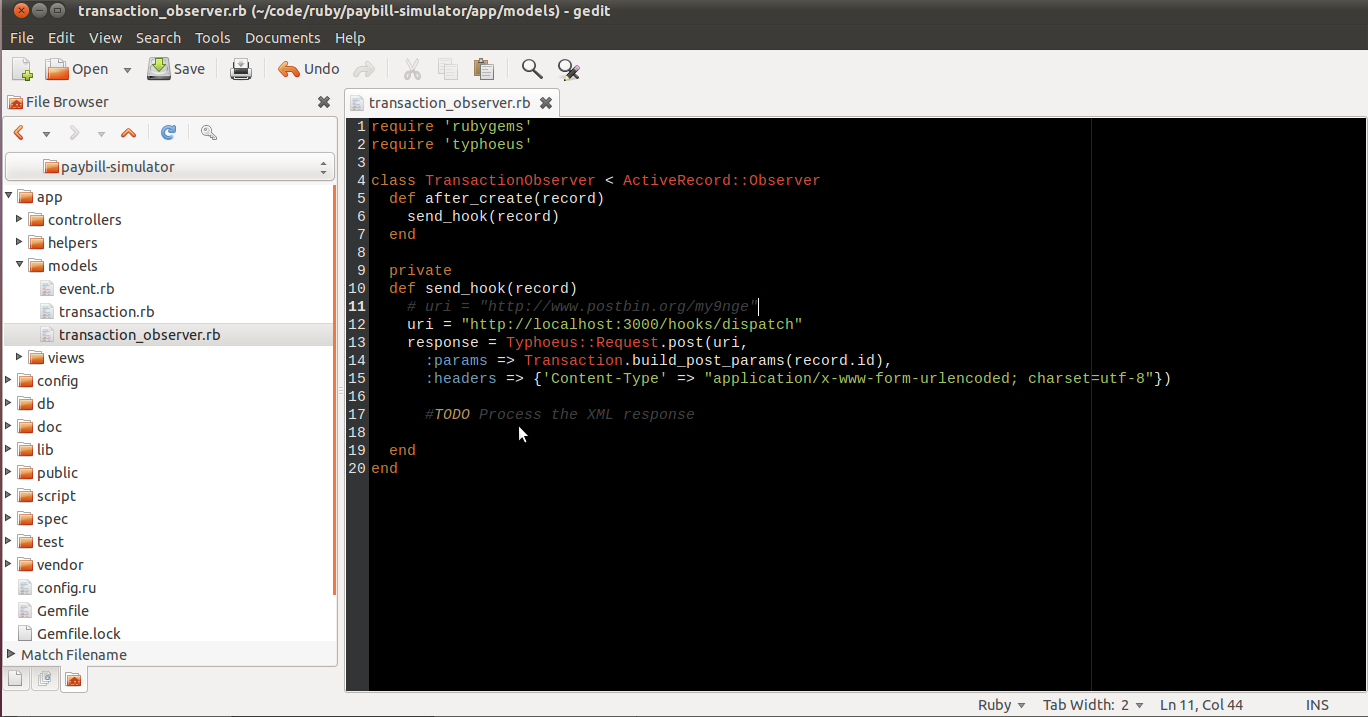 transaction_observer.rb (~/code/ruby/paybill-simulator/app/models) - gedit
File Edit View Search Tools Documents Help
Open Save Undo
File Browser
transaction_observer.rb
paybill-simulator
app
controllers
helpers
models
event.rb
transaction.rb
transaction_observer.rb
views
config
db
doc
lib
public
script
spec
test
vendor
config.ru
Gemfile
Gemfile.lock
Match Filename
1 require 'rubygems'
2 require 'typhoeus'
3
4 class TransactionObserver < ActiveRecord::Observer
5   def after_create(record)
6     send_hook(record)
7   end
8
9   private
10   def send_hook(record)
11     # uri = "http://www.postbin.org/my9nge"
12     uri = "http://localhost:3000/hooks/dispatch"
13     response = Typhoeus::Request.post(uri,
14       :params => Transaction.build_post_params(record.id),
15       :headers => {'Content-Type' => "application/x-www-form-urlencoded; charset=utf-8"})
16
17       #TODO Process the XML response
18
19   end
20 end
Ruby Tab Width: 2 Ln 11, Col 44 INS